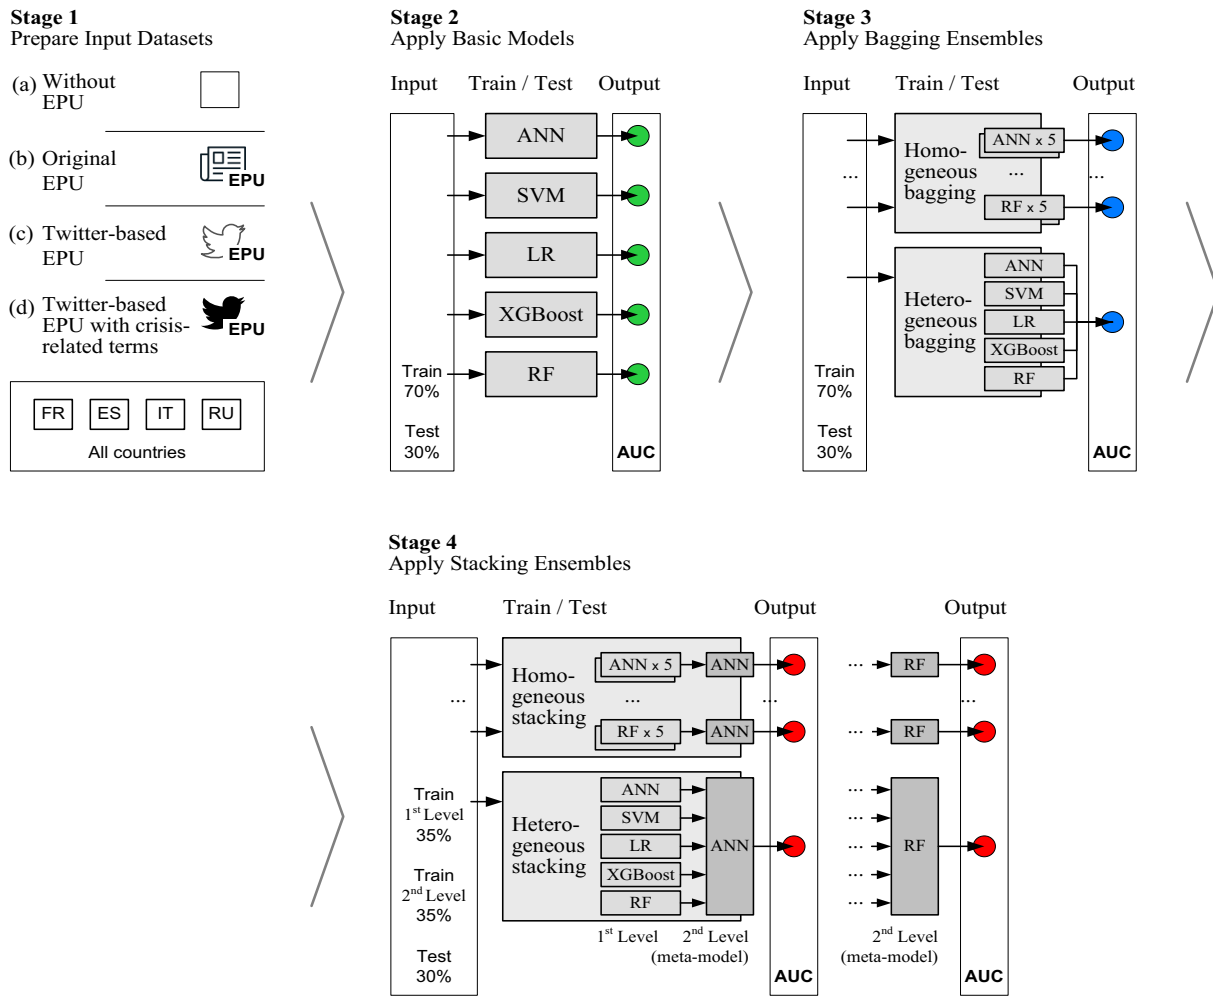 Stage 1
Prepare Input Datasets
(a) Without
EPU
(b) Original
EPU
EPU
(c) Twitter-based
EPU
EPU
(d) Twitter-based
EPU with crisis-
related terms
EPU
FR ES IT RU
All countries
Stage 2
Apply Basic Models
Input Train / Test Output
ANN
SVM
LR
XGBoost
RF
Train
70%
Test
30%
AUC
Stage 3
Apply Bagging Ensembles
Input Train / Test Output
Homo-
geneous
bagging
ANN x 5
...
...
...
RF x 5
Hetero-
geneous
bagging
ANN
SVM
LR
XGBoost
RF
Train
70%
Test
30%
AUC
Stage 4
Apply Stacking Ensembles
Input Train / Test Output Output
Homo-
geneous
stacking
ANN x 5 ANN ... RF
... ... ... ...
RF x 5 ANN ... RF
Hetero-
geneous
stacking
ANN ...
SVM ...
LR ANN ... RF
XGBoost ...
RF ...
Train
1st Level
35%
Train
2nd Level
35%
Test
30%
1st Level 2nd Level
(meta-model)
2nd Level
(meta-model)
AUC AUC